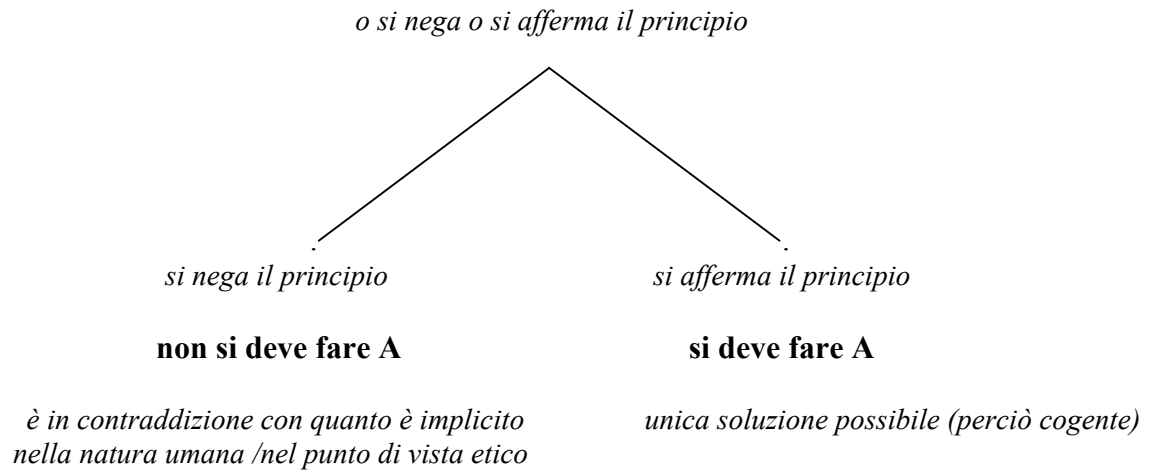 o si nega o si afferma il principio
si nega il principio
si afferma il principio
non si deve fare A
si deve fare A
è in contraddizione con quanto è implicito
nella natura umana /nel punto di vista etico
unica soluzione possibile (perciò cogente)